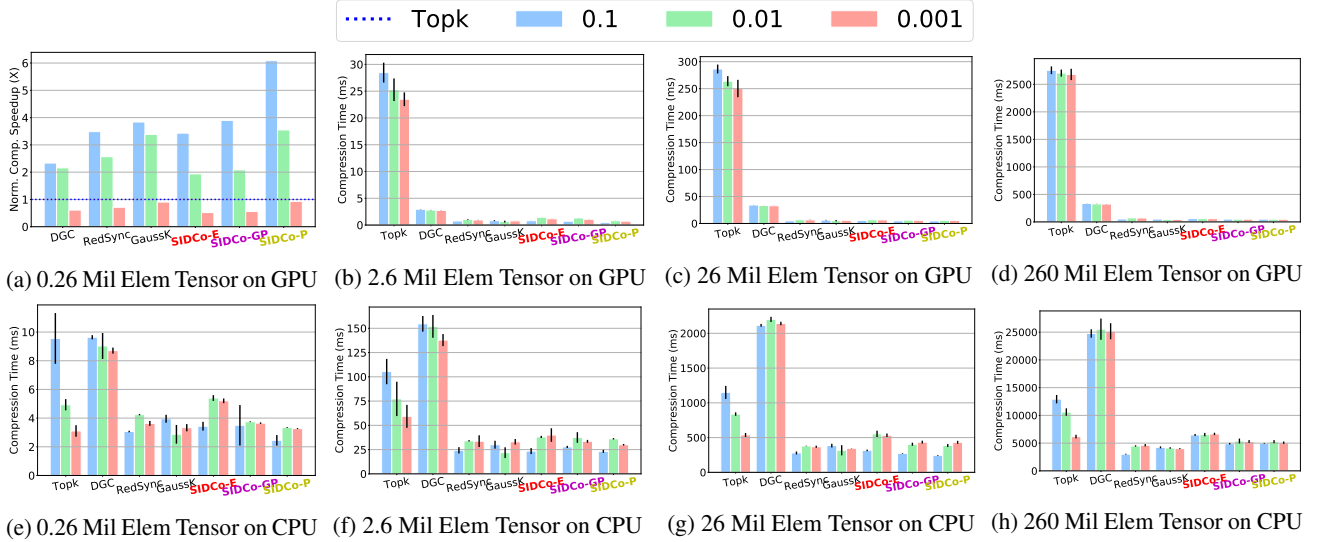 Topk 0.1 0.01 0.001
Norm. Comp. Speedup (X)
6
5
4
3
2
1
0
DGC RedSync GaussK SIDCo-E SIDCo-GP SIDCo-P
(a) 0.26 Mil Elem Tensor on GPU
Compression Time (ms)
30
25
20
15
10
5
0
Topk DGC RedSync GaussK SIDCo-E SIDCo-GP SIDCo-P
(b) 2.6 Mil Elem Tensor on GPU
Compression Time (ms)
300
250
200
150
100
50
0
Topk DGC RedSync GaussK SIDCo-E SIDCo-GP SIDCo-P
(c) 26 Mil Elem Tensor on GPU
Compression Time (ms)
2500
2000
1500
1000
500
0
Topk DGC RedSync GaussK SIDCo-E SIDCo-GP SIDCo-P
(d) 260 Mil Elem Tensor on GPU
Compression Time (ms)
10
8
6
4
2
0
Topk DGC RedSync GaussK SIDCo-E SIDCo-GP SIDCo-P
(e) 0.26 Mil Elem Tensor on CPU
Compression Time (ms)
150
125
100
75
50
25
0
Topk DGC RedSync GaussK SIDCo-E SIDCo-GP SIDCo-P
(f) 2.6 Mil Elem Tensor on CPU
Compression Time (ms)
2000
1500
1000
500
0
Topk DGC RedSync GaussK SIDCo-E SIDCo-GP SIDCo-P
(g) 26 Mil Elem Tensor on CPU
Compression Time (ms)
25000
20000
15000
10000
5000
0
Topk DGC RedSync GaussK SIDCo-E SIDCo-GP SIDCo-P
(h) 260 Mil Elem Tensor on CPU